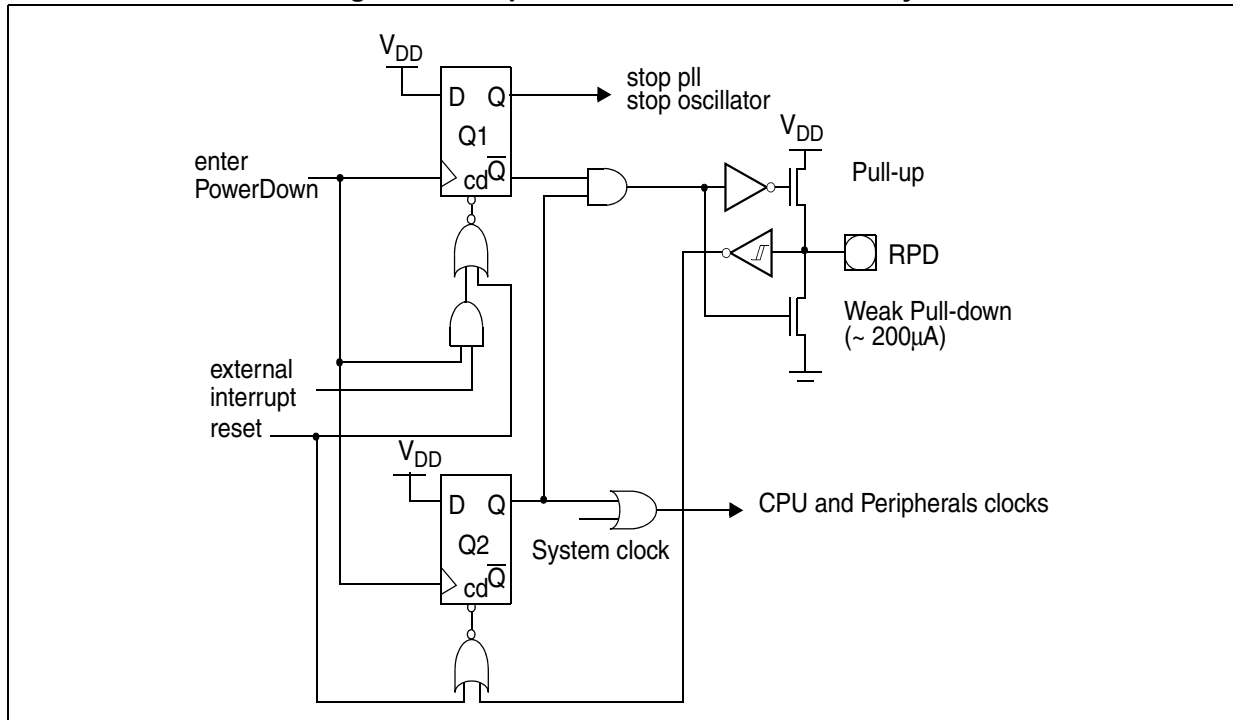 VDD
D Q
Q1
cd Q̅
stop pll
stop oscillator
enter
PowerDown
VDD
Pull-up
RPD
Weak Pull-down
(~ 200µA)
external
interrupt
reset
VDD
D Q
Q2
cd Q̅
System clock
CPU and Peripherals clocks